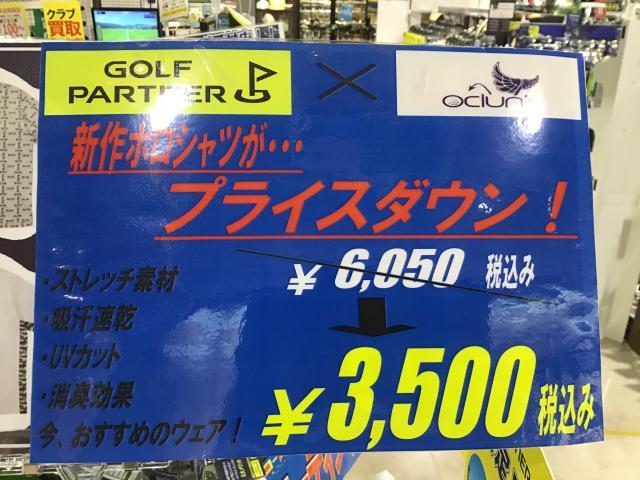 クラブ
買取
GOLF
PARTNER
×
新作ポロシャツが･･･
プライスダウン！
￥6,050 税込み
・ストレッチ素材
・吸汗速乾
・UVカット
・消臭効果
今、おすすめのウェア！
￥3,500 税込み